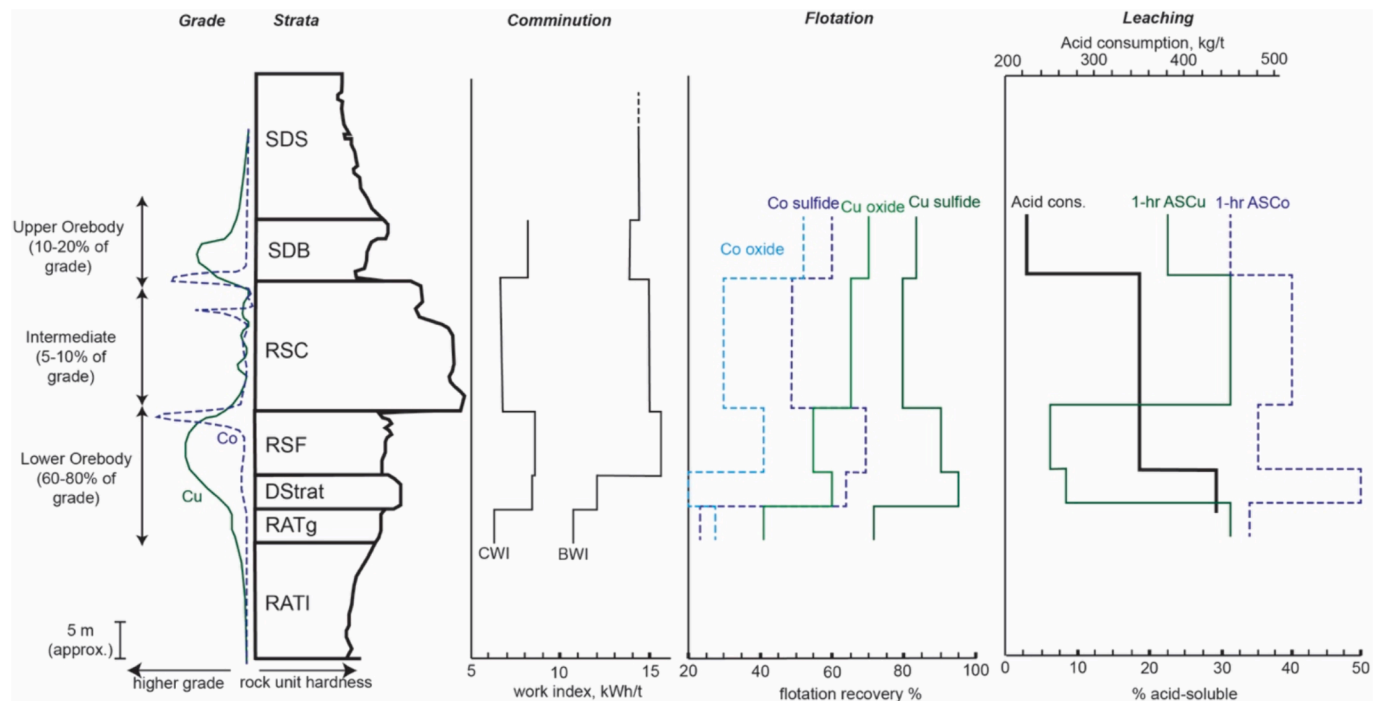 Grade Strata Comminution Flotation Leaching
Acid consumption, kg/t
200 300 400 500
SDS
Upper Orebody
(10-20% of
grade)
SDB
Intermediate
(5-10% of
grade)
RSC
Lower Orebody
(60-80% of
grade)
Co
Cu
RSF
DStrat
RATg
RATl
5 m
(approx.)
higher grade
rock unit hardness
CWI BWI
5 10 15
work index, kWh/t
Co sulfide Cu oxide Cu sulfide
Co oxide
20 40 60 80 100
flotation recovery %
Acid cons. 1-hr ASCu 1-hr ASCo
0 10 20 30 40 50
% acid-soluble